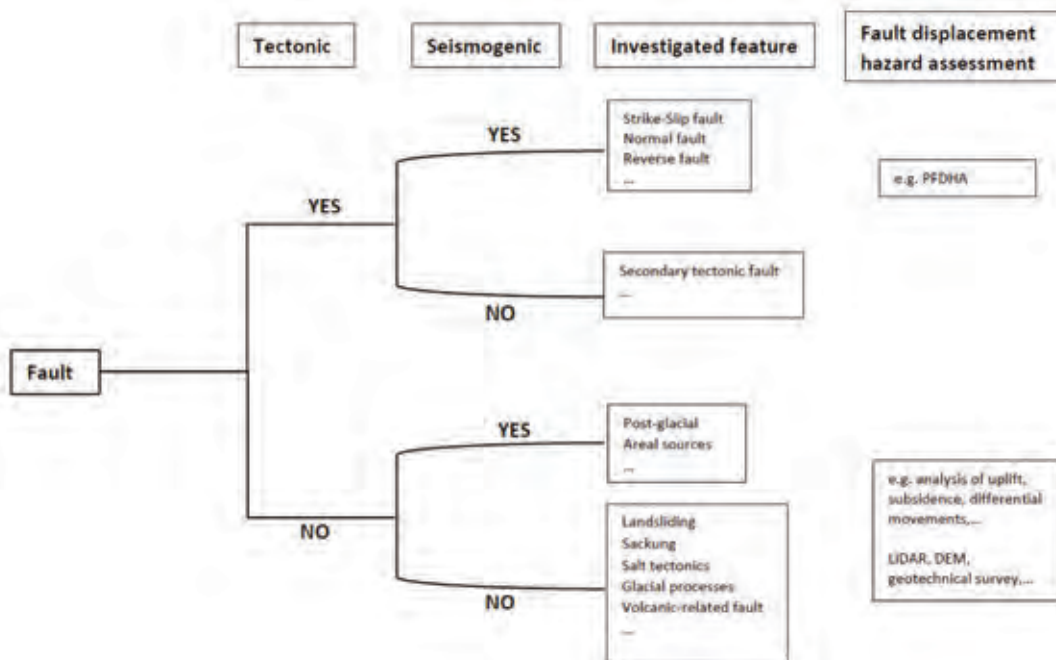 Tectonic
Seismogenic
Investigated feature
Fault displacement
hazard assessment
YES
Strike-Slip fault
Normal fault
Reverse fault
...
e.g. PFDHA
YES
Secondary tectonic fault
...
NO
Fault
YES
Post-glacial
Areal sources
...
NO
Landsliding
Sackung
Salt tectonics
Glacial processes
Volcanic-related fault
...
NO
e.g. analysis of uplift,
subsidence, differential
movements,...
LiDAR, DEM,
geotechnical survey,...